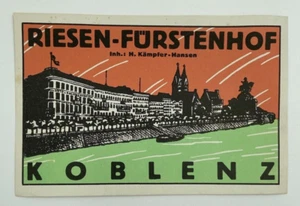 RIESEN-FÜRSTENHOF
Inh.: H. Kämpfer-Hansen
KOBLENZ